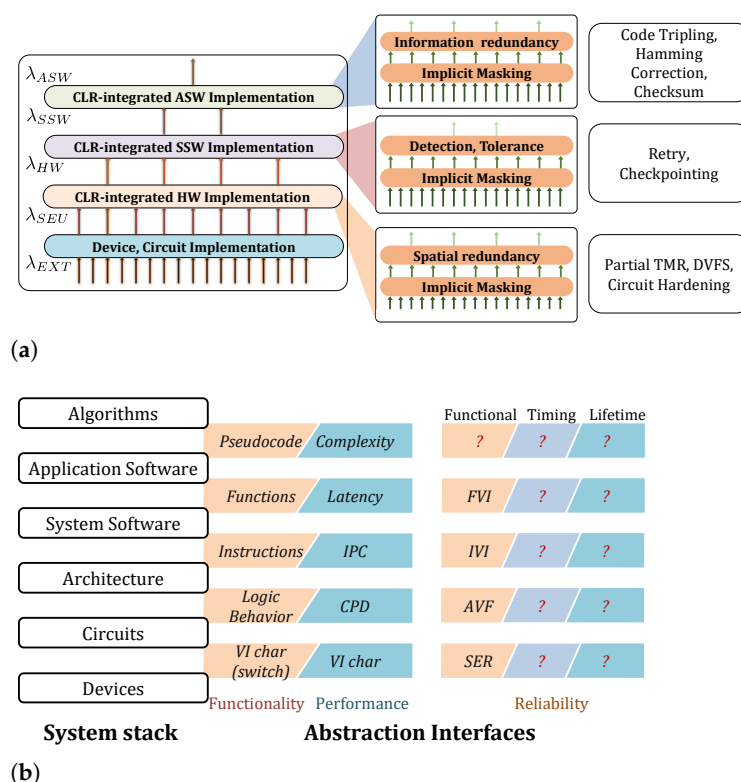 λASW
CLR-integrated ASW Implementation
λSSW
CLR-integrated SSW Implementation
λHW
CLR-integrated HW Implementation
λSEU
Device, Circuit Implementation
λEXT
Information redundancy
Implicit Masking
Code Tripling,
Hamming
Correction,
Checksum
Detection, Tolerance
Implicit Masking
Retry,
Checkpointing
Spatial redundancy
Implicit Masking
Partial TMR, DVFS,
Circuit Hardening
(a)
Functional Timing Lifetime
Algorithms
Pseudocode Complexity ? ? ?
Application Software
Functions Latency FVI ? ?
System Software
Instructions IPC IVI ? ?
Architecture
Logic
Behavior CPD AVF ? ?
Circuits
VI char
(switch) VI char SER ? ?
Devices
Functionality Performance Reliability
System stack Abstraction Interfaces
(b)